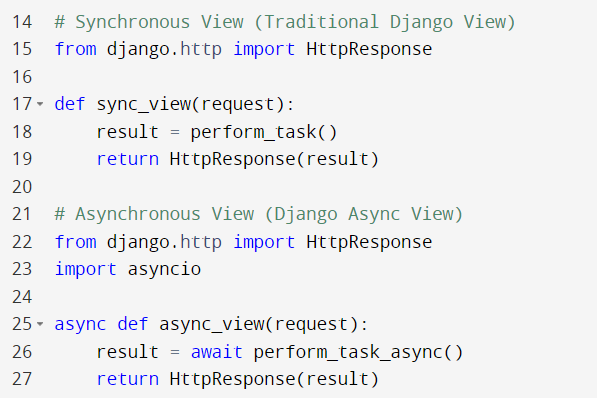 14 # Synchronous View (Traditional Django View)
15 from django.http import HttpResponse
16
17 def sync_view(request):
18     result = perform_task()
19     return HttpResponse(result)
20
21 # Asynchronous View (Django Async View)
22 from django.http import HttpResponse
23 import asyncio
24
25 async def async_view(request):
26     result = await perform_task_async()
27     return HttpResponse(result)